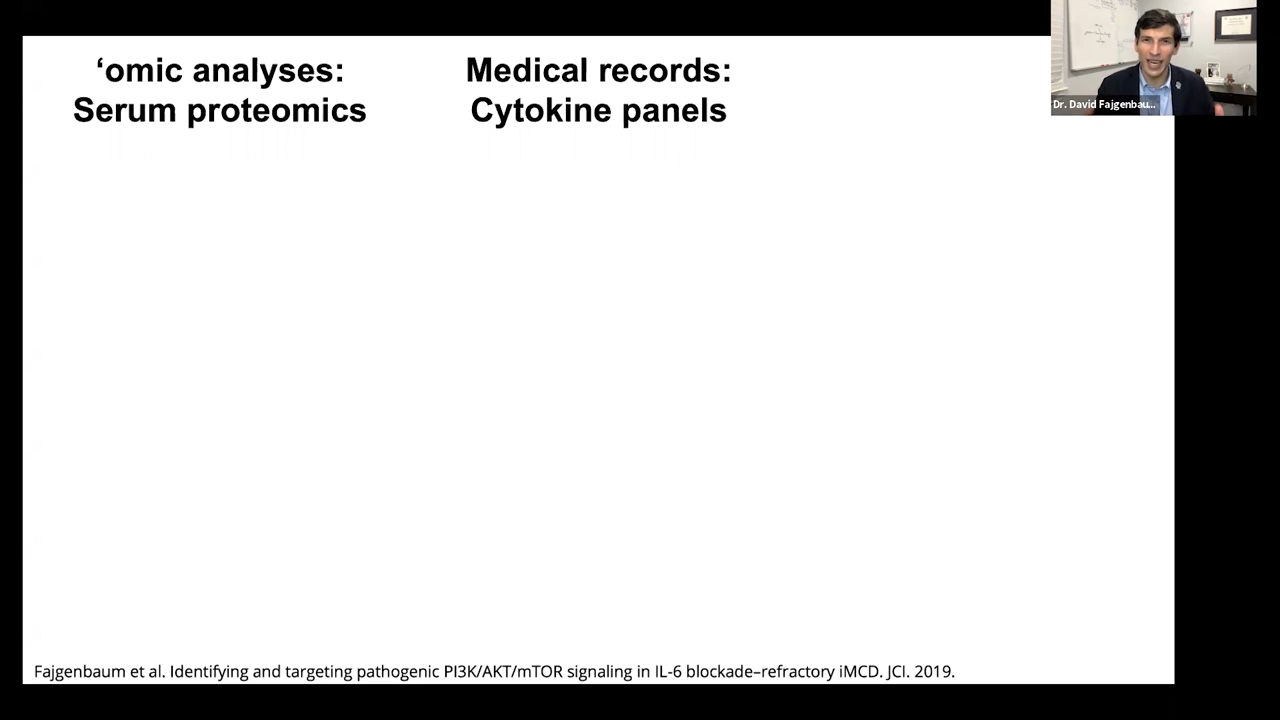 ‘omic analyses:
Serum proteomics
Medical records:
Cytokine panels
Dr. David Fajgenbau...
Fajgenbaum et al. Identifying and targeting pathogenic PI3K/AKT/mTOR signaling in IL-6 blockade–refractory iMCD. JCI. 2019.